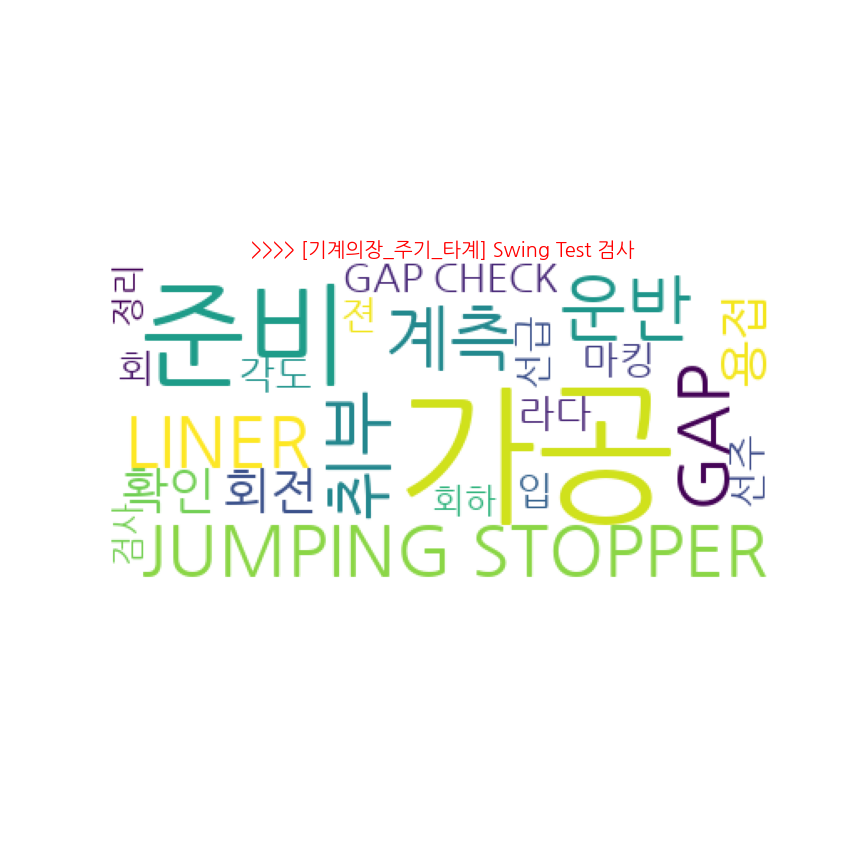 >>>> [기계의장_주기_타계] Swing Test 검사
정리
GAP CHECK
준비
전
계측
운반
선급
용접
회
각도
마킹
LINER
취부
가공
라다
GAP
확인
회전
회하
입
선주
검사
JUMPING STOPPER